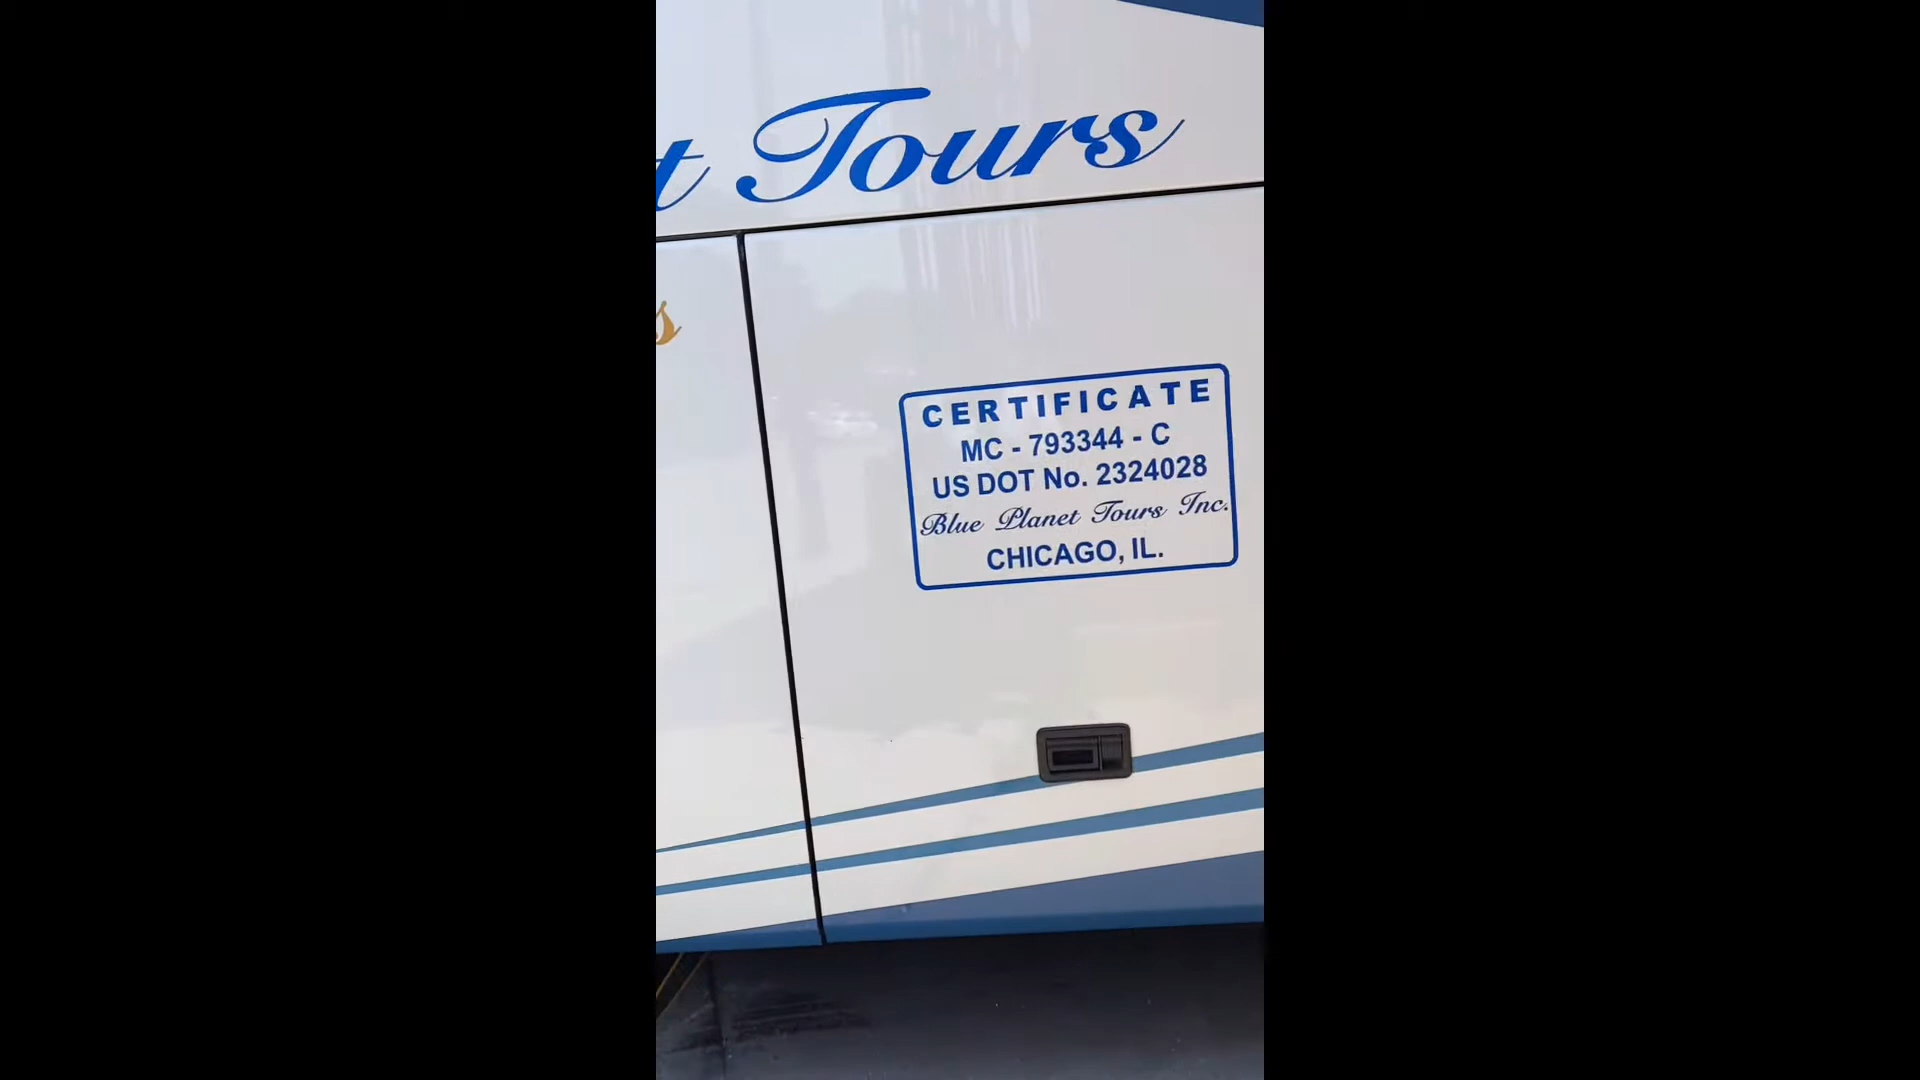 t Tours
s
CERTIFICATE
MC - 793344 - C
US DOT No. 2324028
Blue Planet Tours Inc.
CHICAGO, IL.